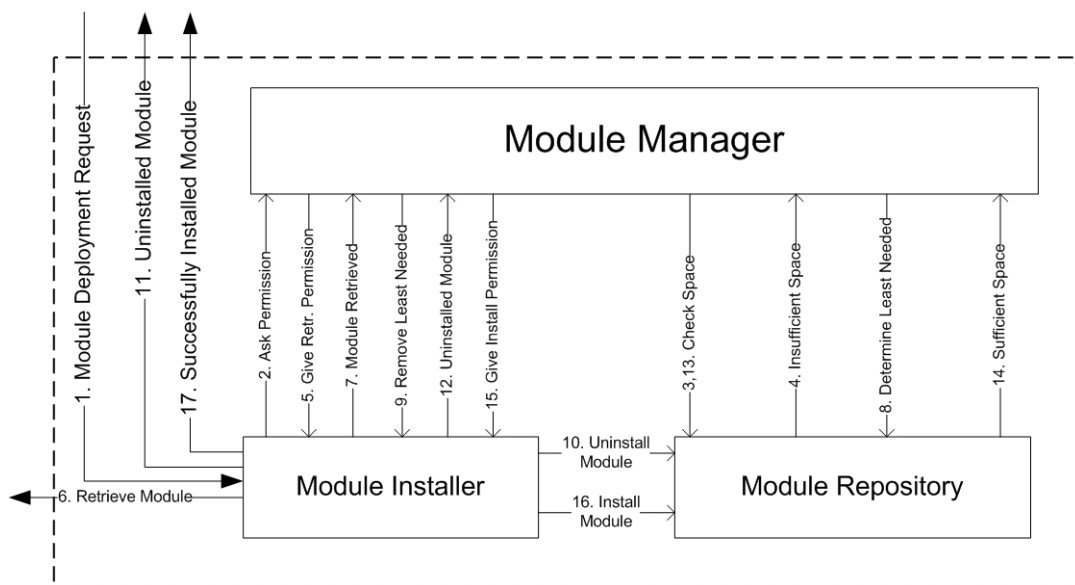 Module Manager
1. Module Deployment Request
11. Uninstalled Module
17. Successfully Installed Module
2. Ask Permission
5. Give Retr. Permission
7. Module Retrieved
9. Remove Least Needed
12. Uninstalled Module
15. Give Install Permission
3,13. Check Space
4. Insufficient Space
8. Determine Least Needed
14. Sufficient Space
10. Uninstall
Module
6. Retrieve Module
Module Installer
16. Install
Module
Module Repository